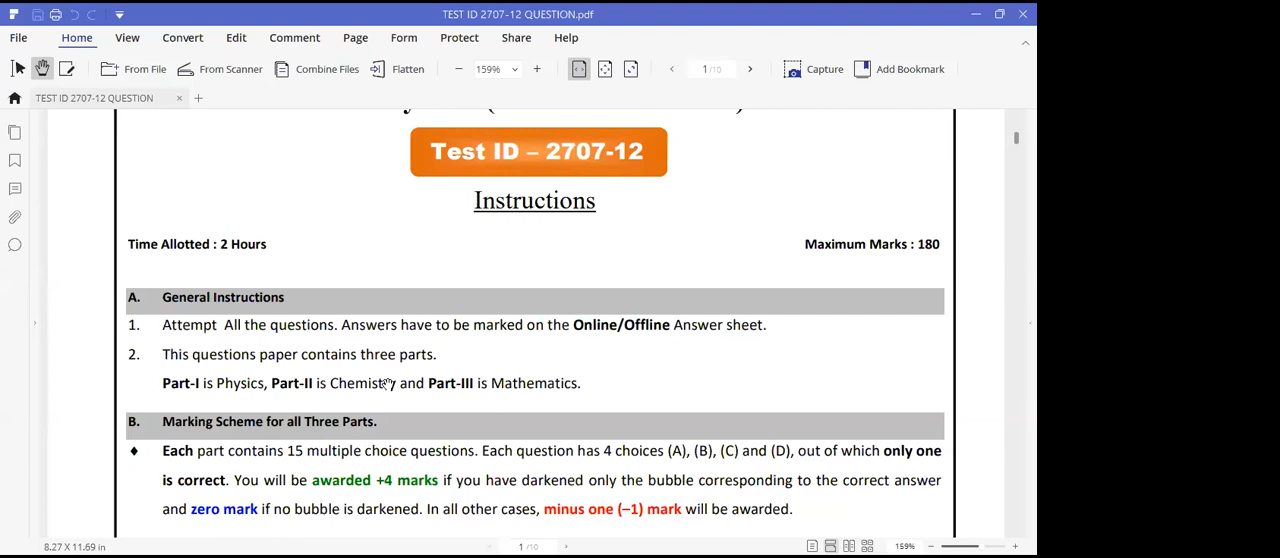 TEST ID 2707-12 QUESTION.pdf
File Home View Convert Edit Comment Page Form Protect Share Help
From File From Scanner Combine Files Flatten 159% 1 /10 Capture Add Bookmark
TEST ID 2707-12 QUESTION
Test ID – 2707-12
Instructions
Time Allotted : 2 Hours Maximum Marks : 180
A. General Instructions
1. Attempt All the questions. Answers have to be marked on the Online/Offline Answer sheet.
2. This questions paper contains three parts.
Part-I is Physics, Part-II is Chemistry and Part-III is Mathematics.
B. Marking Scheme for all Three Parts.
♦ Each part contains 15 multiple choice questions. Each question has 4 choices (A), (B), (C) and (D), out of which only one
is correct. You will be awarded +4 marks if you have darkened only the bubble corresponding to the correct answer
and zero mark if no bubble is darkened. In all other cases, minus one (–1) mark will be awarded.
8.27 X 11.69 in 1 /10 159%